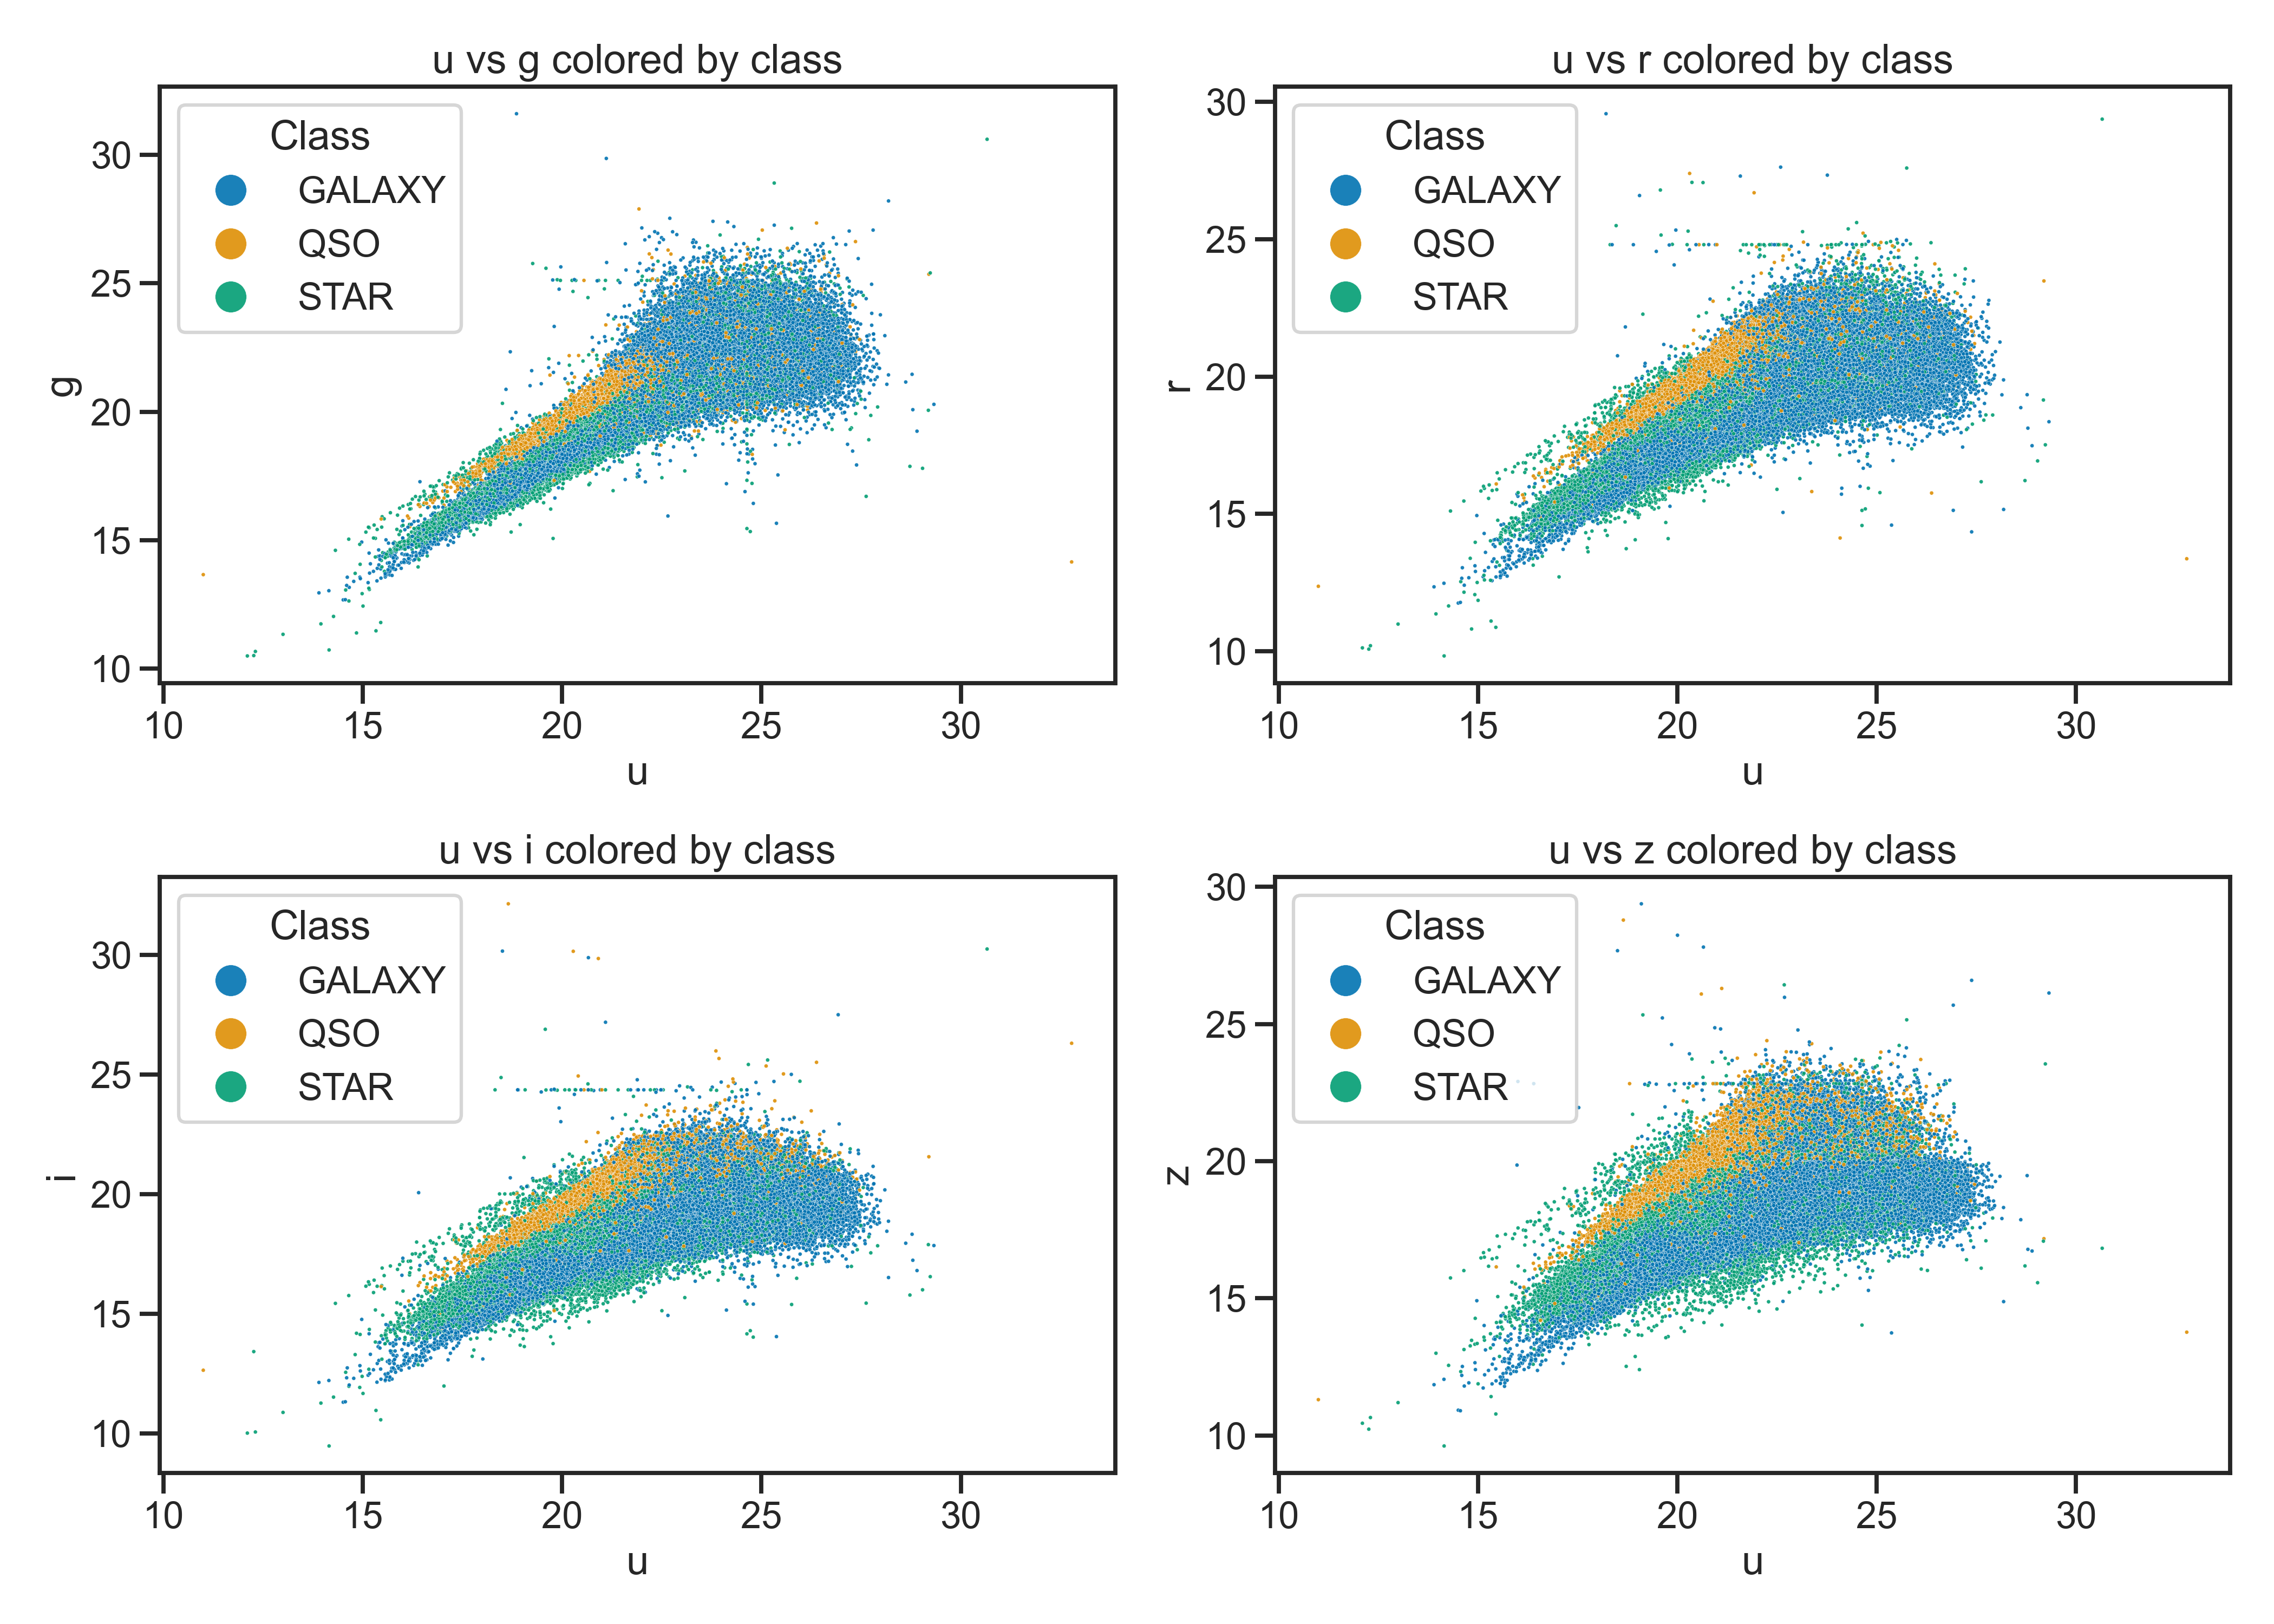 u vs g colored by class
Class
GALAXY
QSO
STAR
30
25
20
15
10
g
10 15 20 25 30
u
u vs r colored by class
Class
GALAXY
QSO
STAR
30
25
20
15
10
r
10 15 20 25 30
u
u vs i colored by class
Class
GALAXY
QSO
STAR
30
25
20
15
10
i
10 15 20 25 30
u
u vs z colored by class
Class
GALAXY
QSO
STAR
30
25
20
15
10
z
10 15 20 25 30
u